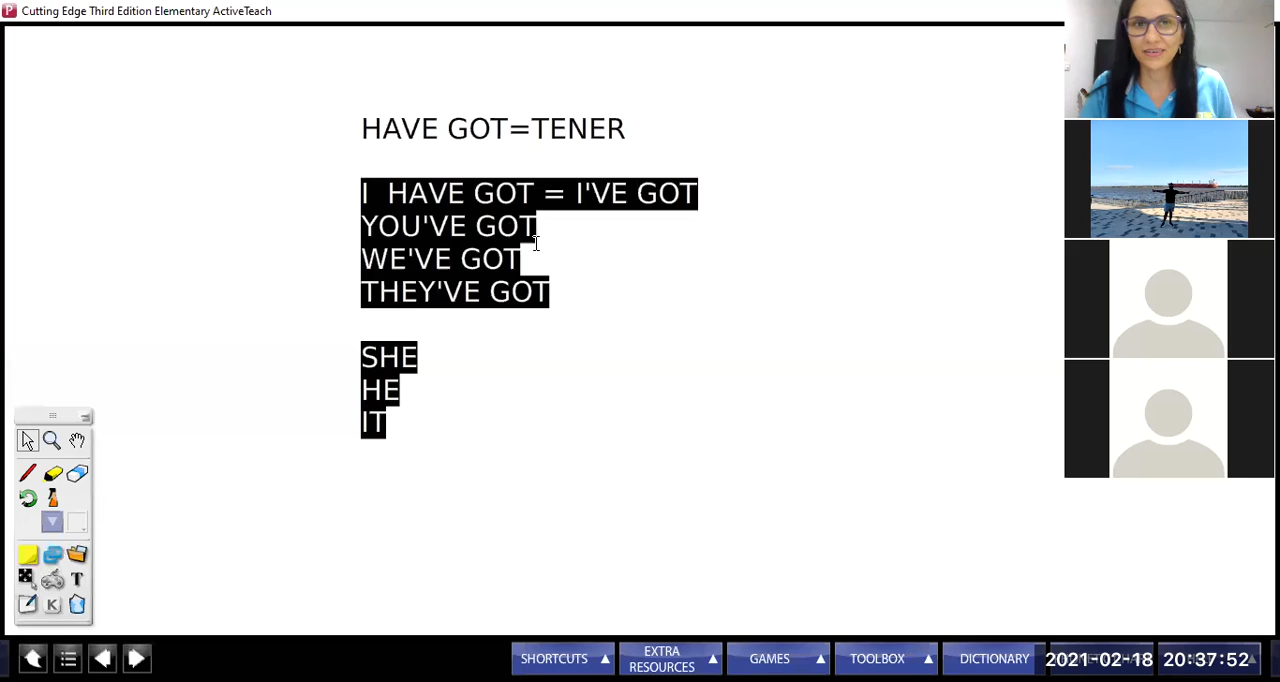 Cutting Edge Third Edition Elementary ActiveTeach
HAVE GOT=TENER
I HAVE GOT = I'VE GOT
YOU'VE GOT
WE'VE GOT
THEY'VE GOT
SHE
HE
IT
T
K
SHORTCUTS
EXTRA
RESOURCES
GAMES
TOOLBOX
DICTIONARY
2021-02-18 20:37:52